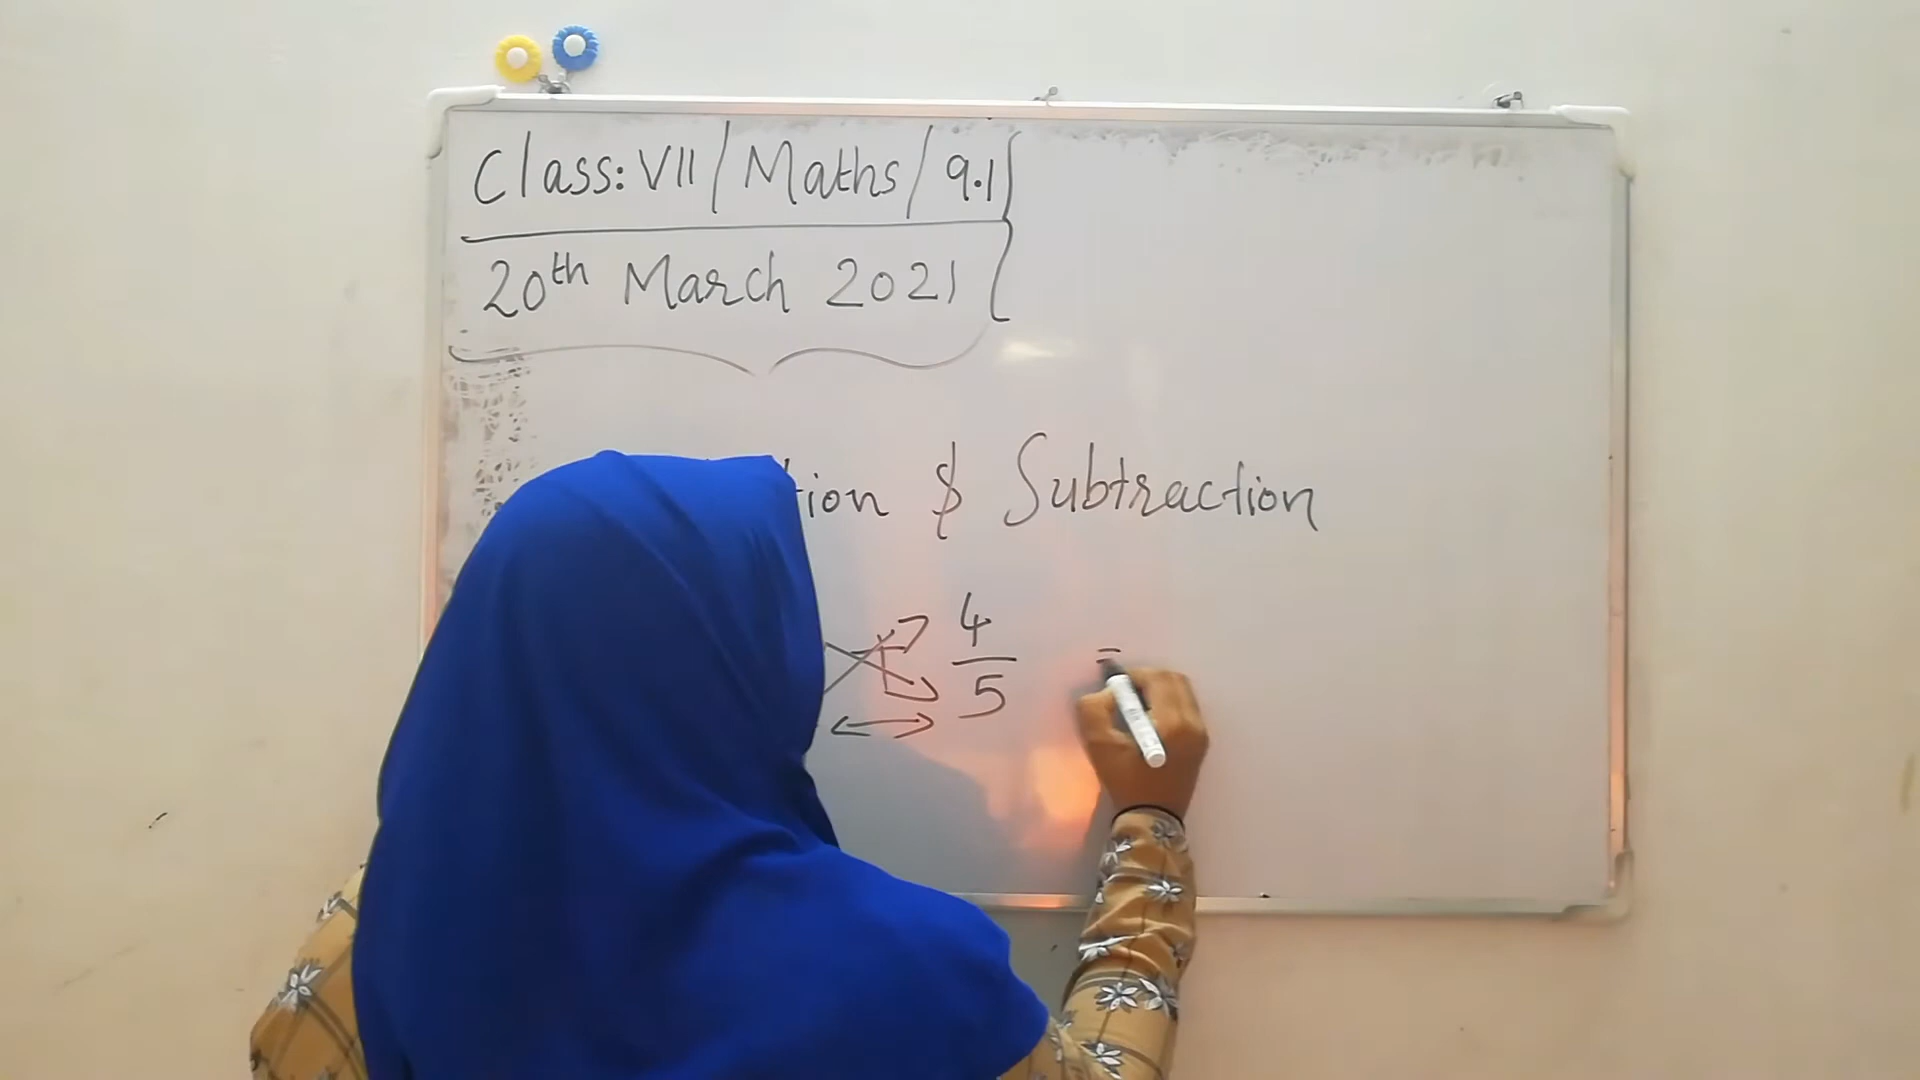 Class: VII / Maths / 9.1
20th March 2021
tion & Subtraction
4
5 =